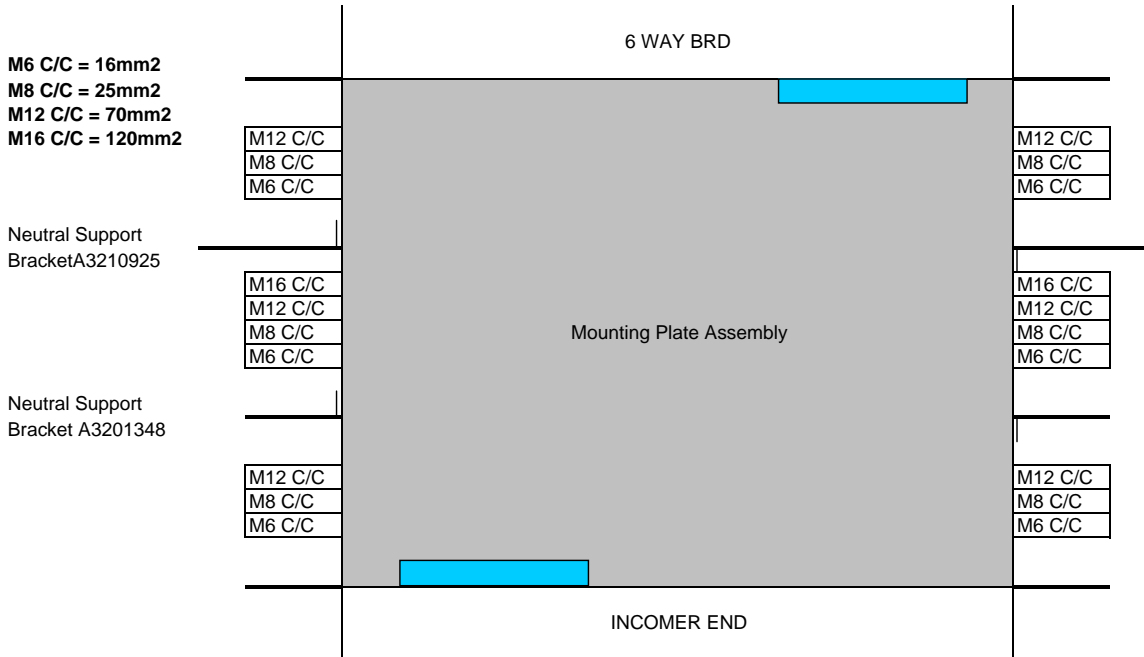 6 WAY BRD
M6 C/C = 16mm2
M8 C/C = 25mm2
M12 C/C = 70mm2
M16 C/C = 120mm2
M12 C/C
M8 C/C
M6 C/C
M12 C/C
M8 C/C
M6 C/C
Neutral Support
BracketA3210925
M16 C/C
M12 C/C
M8 C/C
M6 C/C
Mounting Plate Assembly
M16 C/C
M12 C/C
M8 C/C
M6 C/C
Neutral Support
Bracket A3201348
M12 C/C
M8 C/C
M6 C/C
M12 C/C
M8 C/C
M6 C/C
INCOMER END